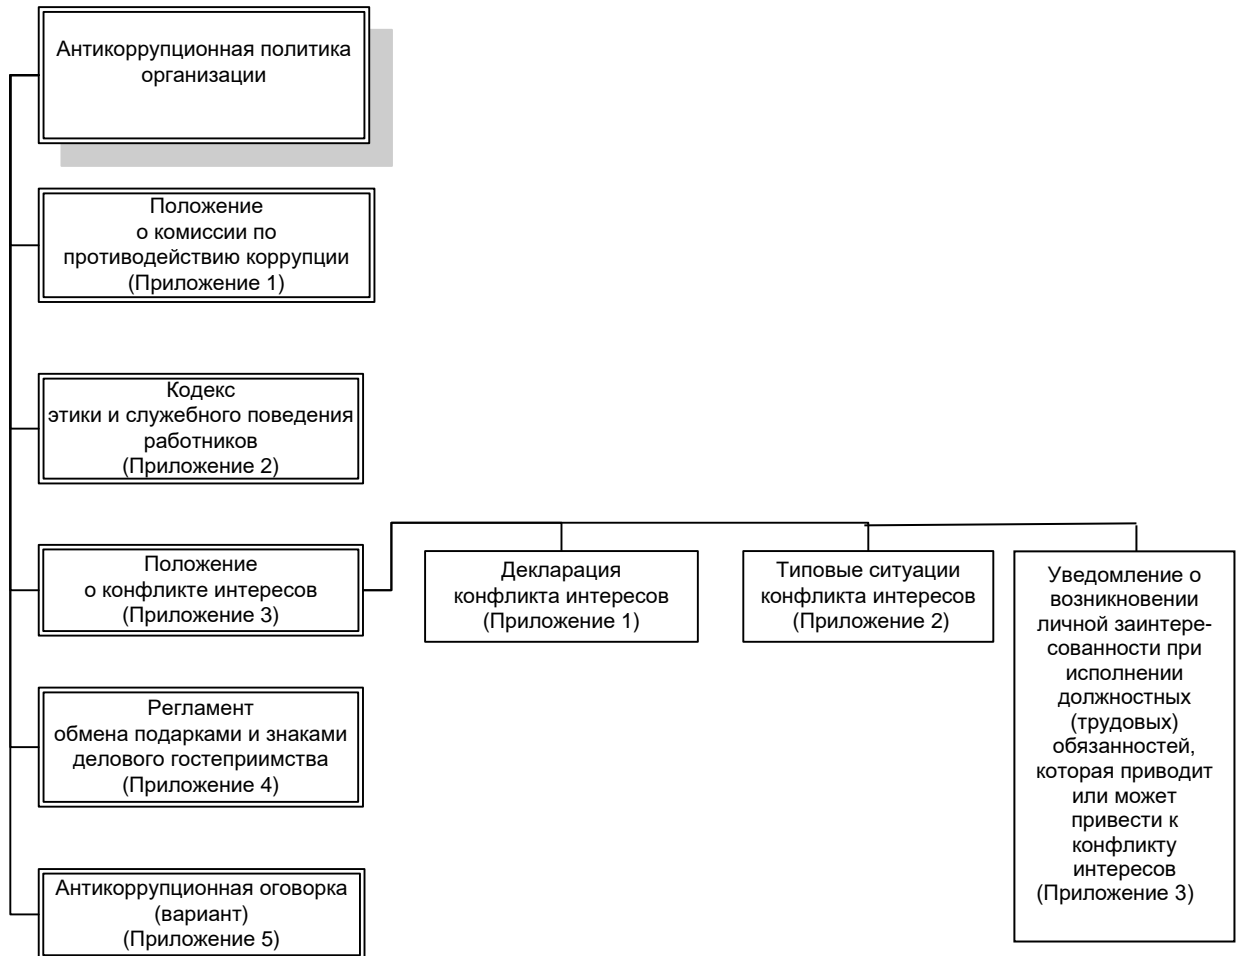 Антикоррупционная политика
организации
Положение
о комиссии по
противодействию коррупции
(Приложение 1)
Кодекс
этики и служебного поведения
работников
(Приложение 2)
Положение
о конфликте интересов
(Приложение 3)
Декларация
конфликта интересов
(Приложение 1)
Типовые ситуации
конфликта интересов
(Приложение 2)
Уведомление о
возникновении
личной заинтере-
сованности при
исполнении
должностных
(трудовых)
обязанностей,
которая приводит
или может
привести к
конфликту
интересов
(Приложение 3)
Регламент
обмена подарками и знаками
делового гостеприимства
(Приложение 4)
Антикоррупционная оговорка
(вариант)
(Приложение 5)